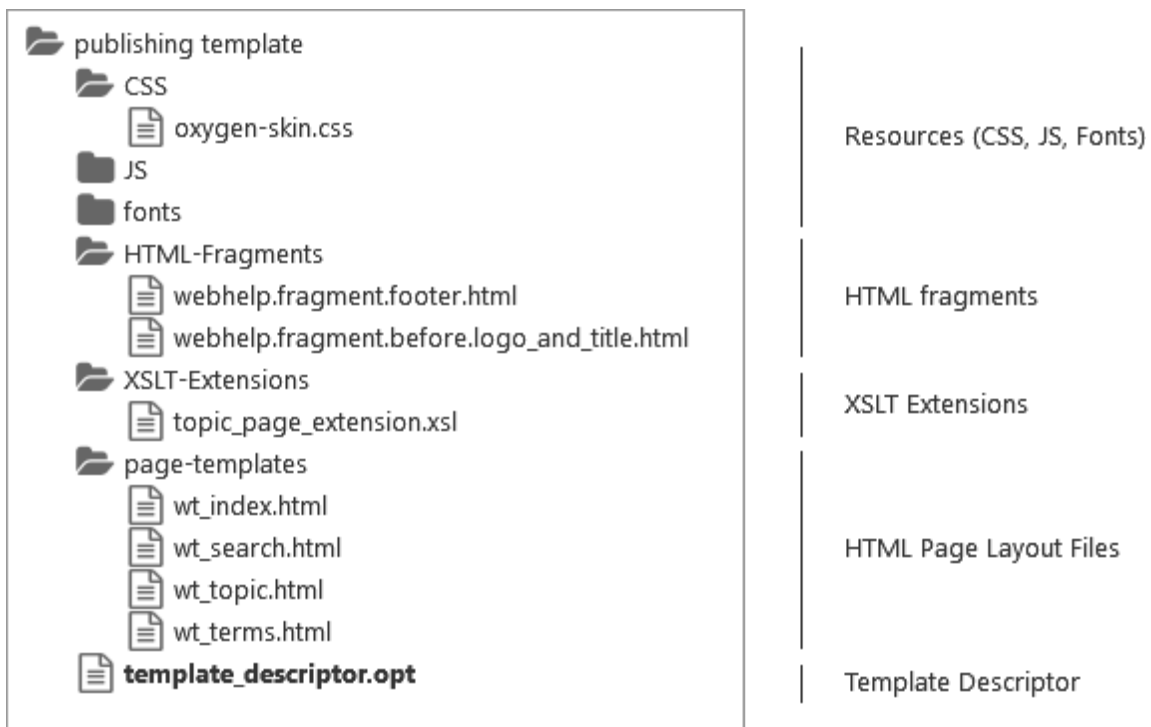 publishing template
CSS
oxygen-skin.css
JS
fonts
HTML-Fragments
webhelp.fragment.footer.html
webhelp.fragment.before.logo_and_title.html
XSLT-Extensions
topic_page_extension.xsl
page-templates
wt_index.html
wt_search.html
wt_topic.html
wt_terms.html
template_descriptor.opt
Resources (CSS, JS, Fonts)
HTML fragments
XSLT Extensions
HTML Page Layout Files
Template Descriptor